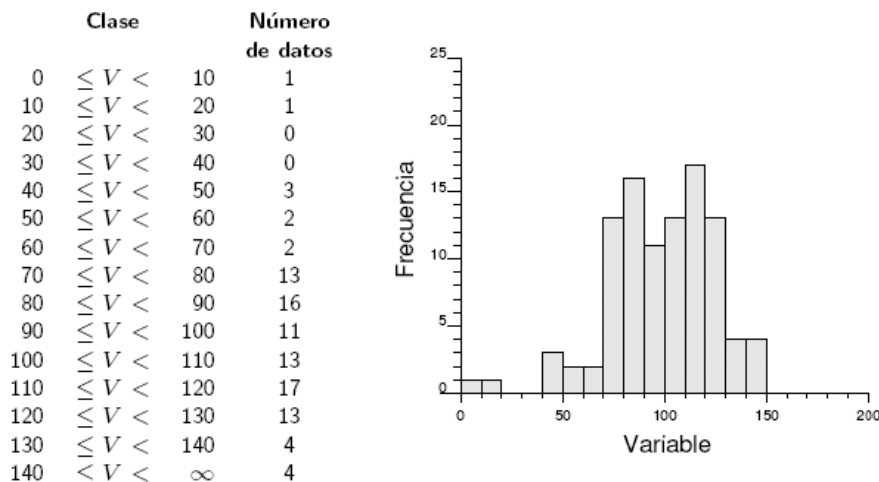 Clase Número
de datos
0 ≤ V < 10 1
10 ≤ V < 20 1
20 ≤ V < 30 0
30 ≤ V < 40 0
40 ≤ V < 50 3
50 ≤ V < 60 2
60 ≤ V < 70 2
70 ≤ V < 80 13
80 ≤ V < 90 16
90 ≤ V < 100 11
100 ≤ V < 110 13
110 ≤ V < 120 17
120 ≤ V < 130 13
130 ≤ V < 140 4
140 ≤ V < ∞ 4
Frecuencia
25
20
15
10
5
0
0 50 100 150 200
Variable